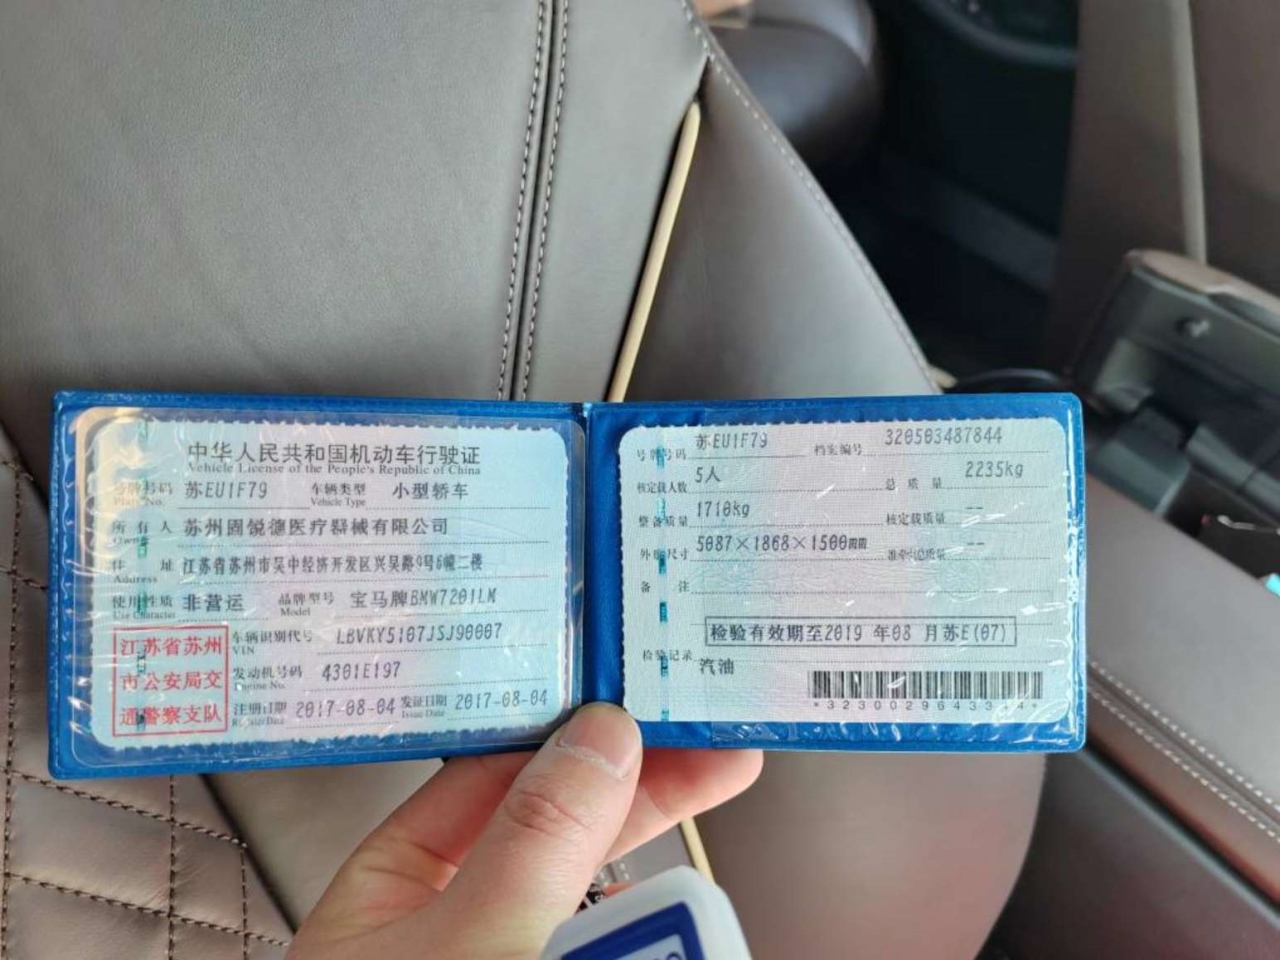 中华人民共和国机动车行驶证
Vehicle License of the People's Republic of China
号牌号码 苏EU1F79 车辆类型 小型轿车
Plate No. Vehicle Type
所有人 苏州固锐德医疗器械有限公司
Owner
住址 江苏省苏州市吴中经济开发区兴吴路9号6幢二楼
Address
使用性质 非营运 品牌型号 宝马牌BMW7201LM
Use Character Model
江苏省苏州
市公安局交
通警察支队
车辆识别代号 LBVKY5107JSJ90007
VIN
发动机号码 4301E197
Engine No.
注册日期 2017-08-04 发证日期 2017-08-04
Register Date Issue Date
号牌号码 苏EU1F79 档案编号 320503487844
核定载人数 5人 总质量 2235kg
整备质量 1710kg 核定载质量 --
外廓尺寸 5087×1868×1500mm 准牵引总质量 --
备注
检验有效期至2019年08月苏E(07)
检验记录 汽油
*3230029643314*